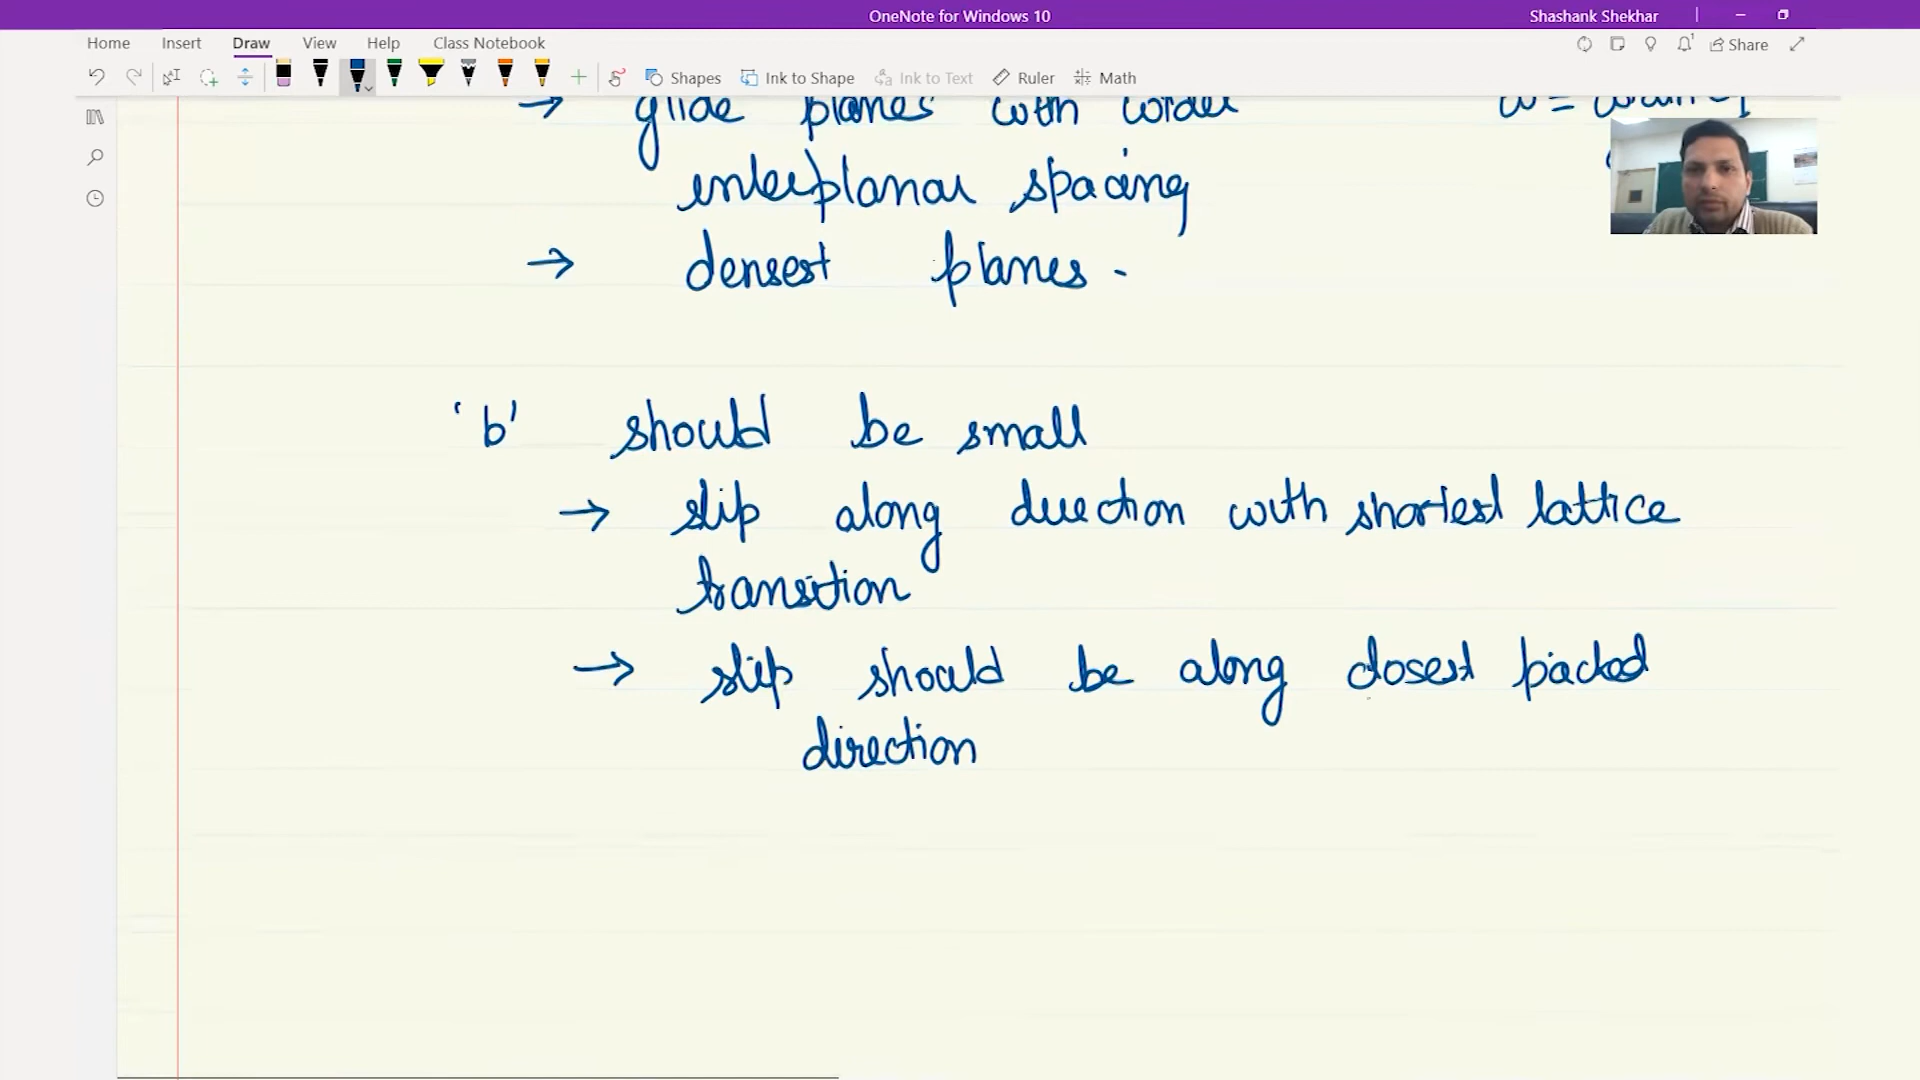 OneNote for Windows 10
Shashank Shekhar
Home Insert Draw View Help Class Notebook
Share
Shapes Ink to Shape Ink to Text Ruler Math
→ glide planes with wider
interplanar spacing
→ densest planes.
'b' should be small
→ slip along direction with shortest lattice
transition
→ slip should be along closest packed
direction